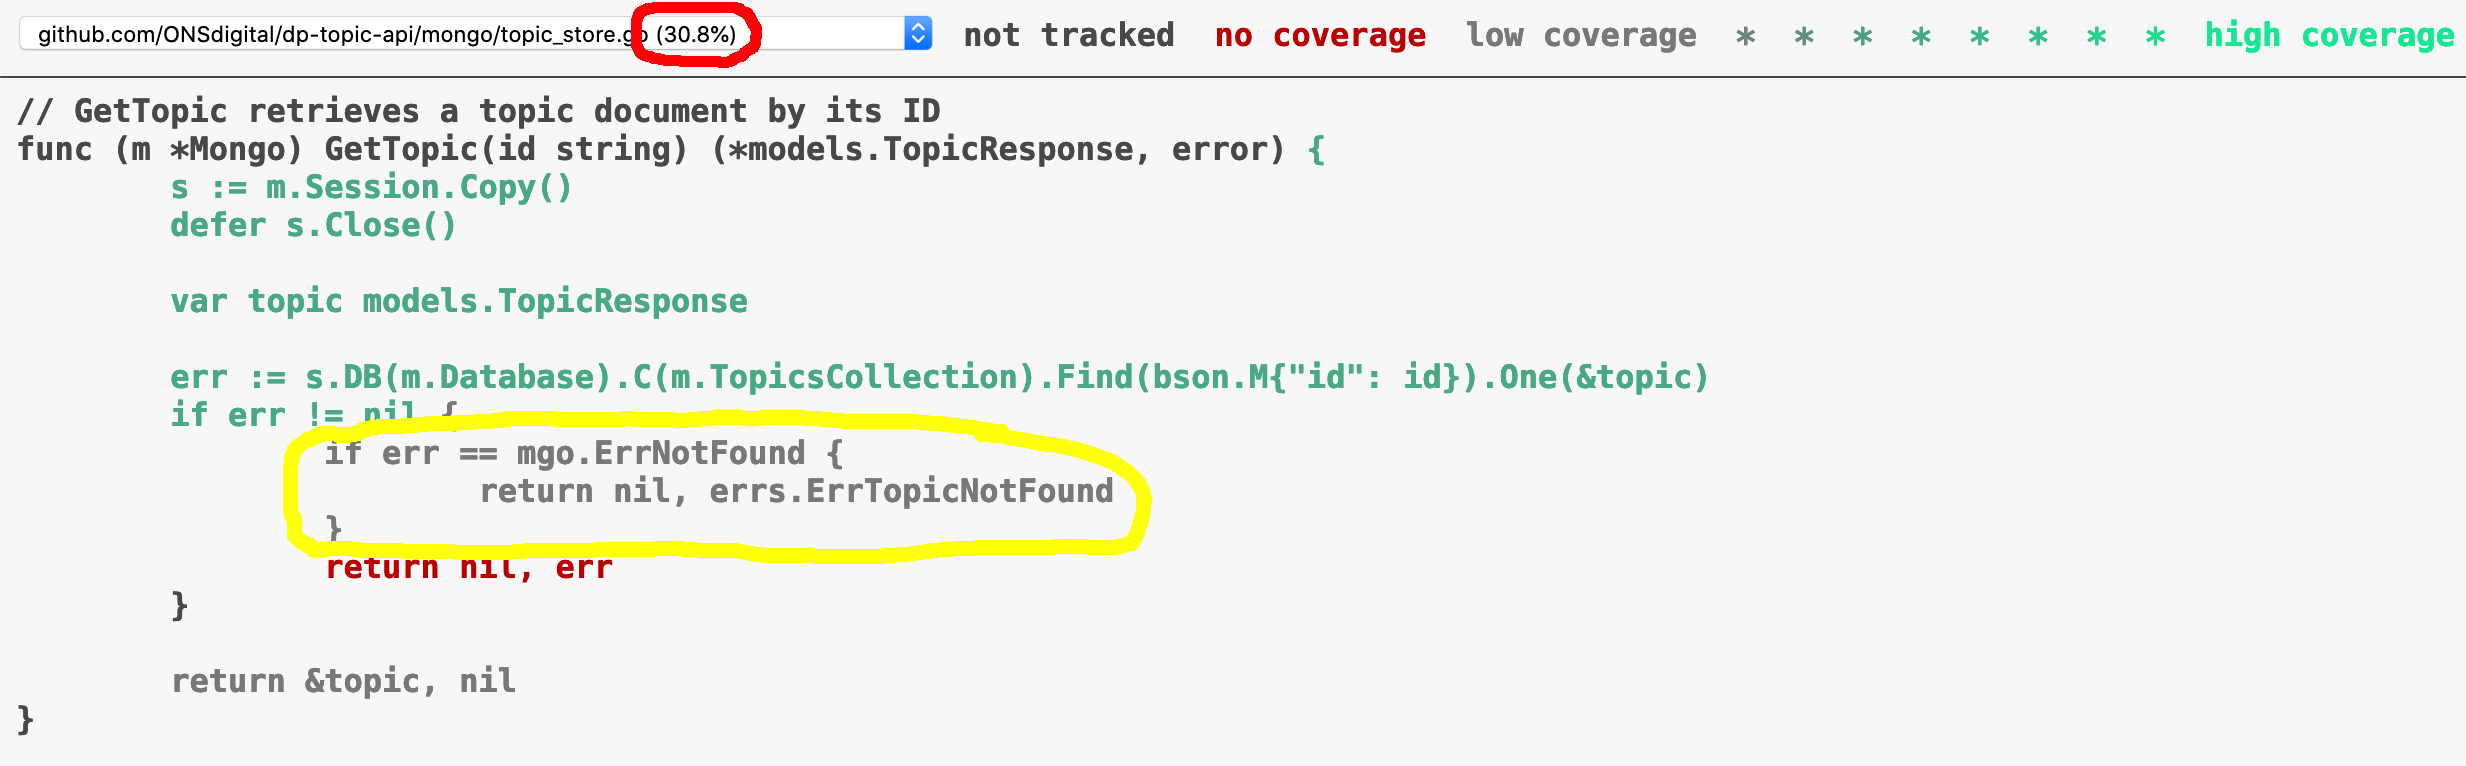 github.com/ONSdigital/dp-topic-api/mongo/topic_store.go (30.8%) not tracked no coverage low coverage * * * * * * * * high coverage
// GetTopic retrieves a topic document by its ID
func (m *Mongo) GetTopic(id string) (*models.TopicResponse, error) {
s := m.Session.Copy()
defer s.Close()
var topic models.TopicResponse
err := s.DB(m.Database).C(m.TopicsCollection).Find(bson.M{"id": id}).One(&topic)
if err != nil {
if err == mgo.ErrNotFound {
return nil, errs.ErrTopicNotFound
}
return nil, err
}
return &topic, nil
}